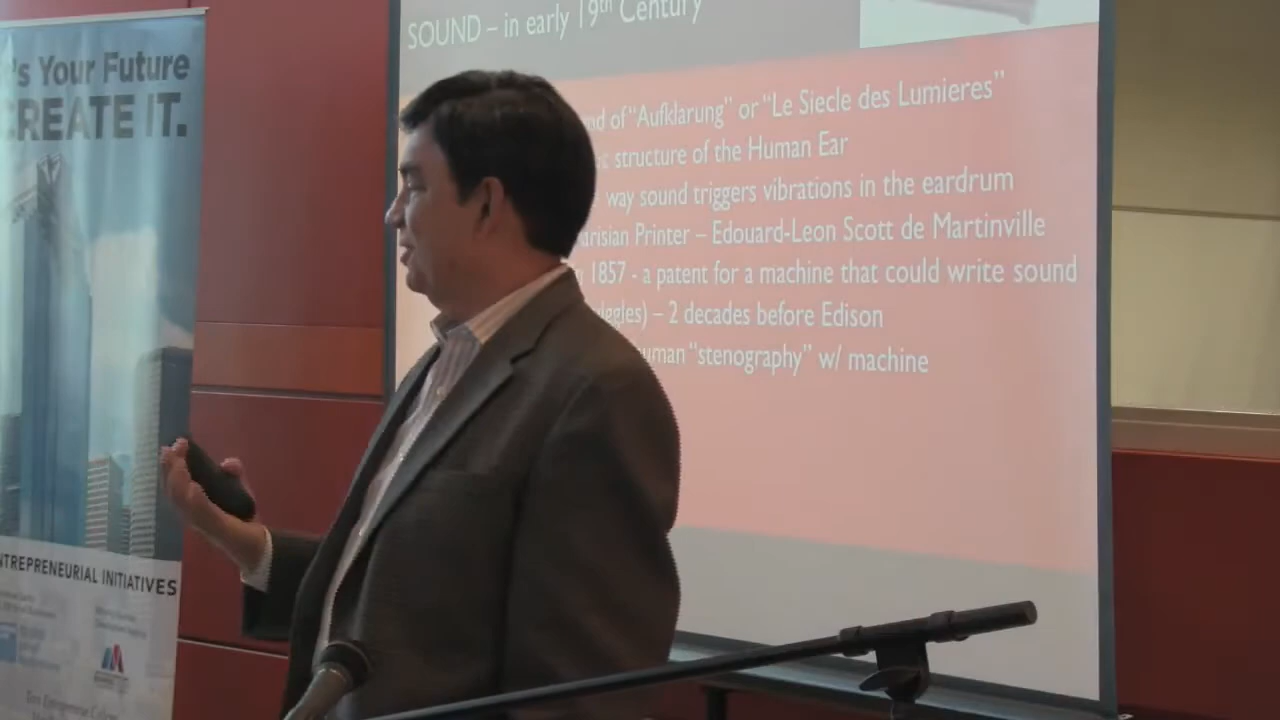 's Your Future
CREATE IT.
ENTREPRENEURIAL INITIATIVES
SOUND – in early 19th Century
nd of "Aufklarung" or "Le Siecle des Lumieres"
structure of the Human Ear
way sound triggers vibrations in the eardrum
arisian Printer – Edouard-Leon Scott de Martinville
1857 - a patent for a machine that could write sound
– 2 decades before Edison
uman "stenography" w/ machine